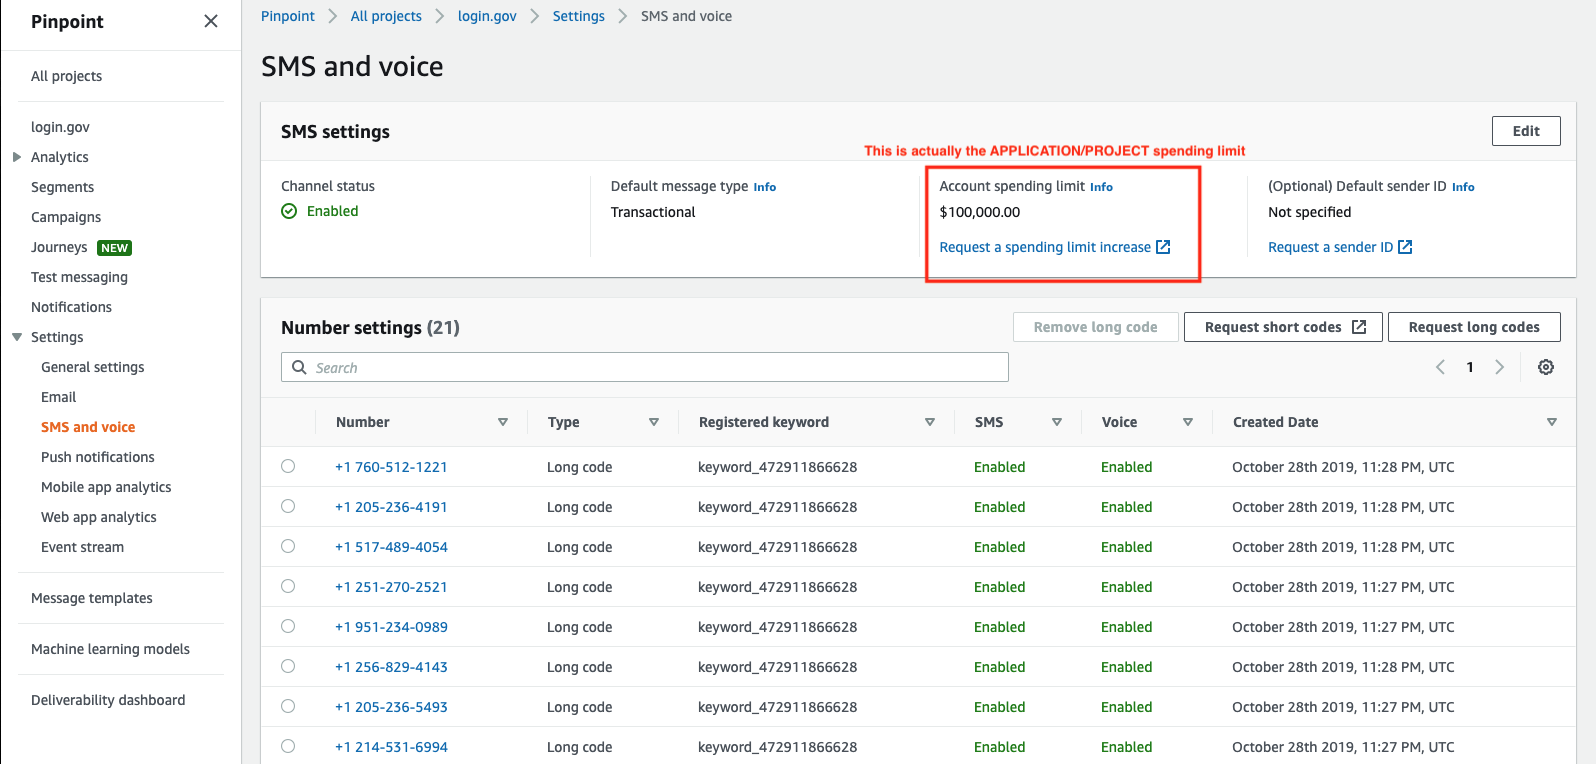 Pinpoint
All projects
login.gov
Analytics
Segments
Campaigns
Journeys NEW
Test messaging
Notifications
Settings
General settings
Email
SMS and voice
Push notifications
Mobile app analytics
Web app analytics
Event stream
Message templates
Machine learning models
Deliverability dashboard
Pinpoint All projects login.gov Settings SMS and voice
SMS and voice
SMS settings
Edit
This is actually the APPLICATION/PROJECT spending limit
Channel status
Enabled
Default message type Info
Transactional
Account spending limit Info
$100,000.00
Request a spending limit increase
(Optional) Default sender ID Info
Not specified
Request a sender ID
Number settings (21)
Remove long code Request short codes Request long codes
Search
1
Number Type Registered keyword SMS Voice Created Date
+1 760-512-1221 Long code keyword_472911866628 Enabled Enabled October 28th 2019, 11:28 PM, UTC
+1 205-236-4191 Long code keyword_472911866628 Enabled Enabled October 28th 2019, 11:28 PM, UTC
+1 517-489-4054 Long code keyword_472911866628 Enabled Enabled October 28th 2019, 11:28 PM, UTC
+1 251-270-2521 Long code keyword_472911866628 Enabled Enabled October 28th 2019, 11:27 PM, UTC
+1 951-234-0989 Long code keyword_472911866628 Enabled Enabled October 28th 2019, 11:27 PM, UTC
+1 256-829-4143 Long code keyword_472911866628 Enabled Enabled October 28th 2019, 11:28 PM, UTC
+1 205-236-5493 Long code keyword_472911866628 Enabled Enabled October 28th 2019, 11:27 PM, UTC
+1 214-531-6994 Long code keyword_472911866628 Enabled Enabled October 28th 2019, 11:27 PM, UTC